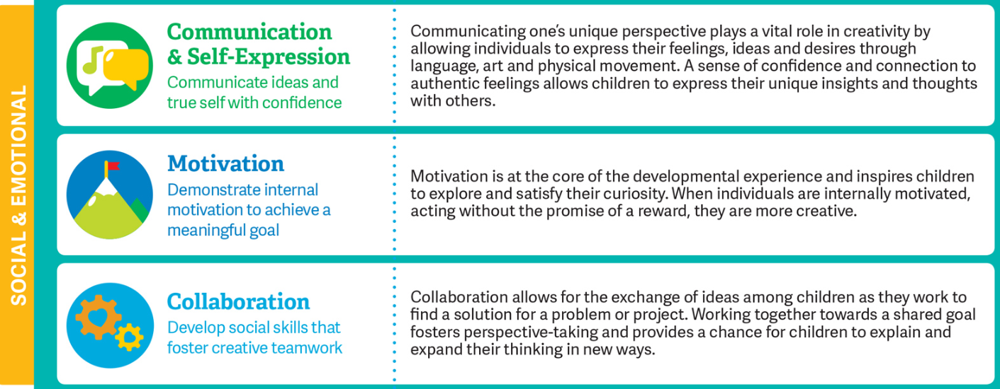 SOCIAL & EMOTIONAL
Communication
& Self-Expression
Communicate ideas and
true self with confidence
Communicating one’s unique perspective plays a vital role in creativity by
allowing individuals to express their feelings, ideas and desires through
language, art and physical movement. A sense of confidence and connection to
authentic feelings allows children to express their unique insights and thoughts
with others.
Motivation
Demonstrate internal
motivation to achieve a
meaningful goal
Motivation is at the core of the developmental experience and inspires children
to explore and satisfy their curiosity. When individuals are internally motivated,
acting without the promise of a reward, they are more creative.
Collaboration
Develop social skills that
foster creative teamwork
Collaboration allows for the exchange of ideas among children as they work to
find a solution for a problem or project. Working together towards a shared goal
fosters perspective-taking and provides a chance for children to explain and
expand their thinking in new ways.